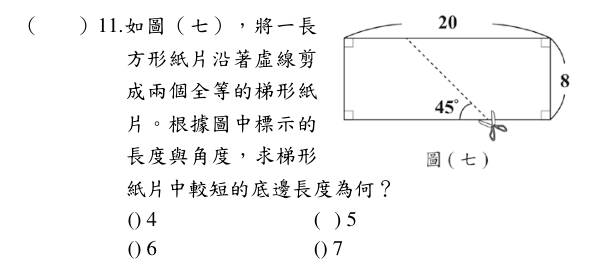 （　　）11.如圖（七），將一長
方形紙片沿著虛線剪
成兩個全等的梯形紙
片。根據圖中標示的
長度與角度，求梯形
紙片中較短的底邊長度為何？
() 4　　( ) 5
() 6　　() 7
20
8
45°
圖(七)